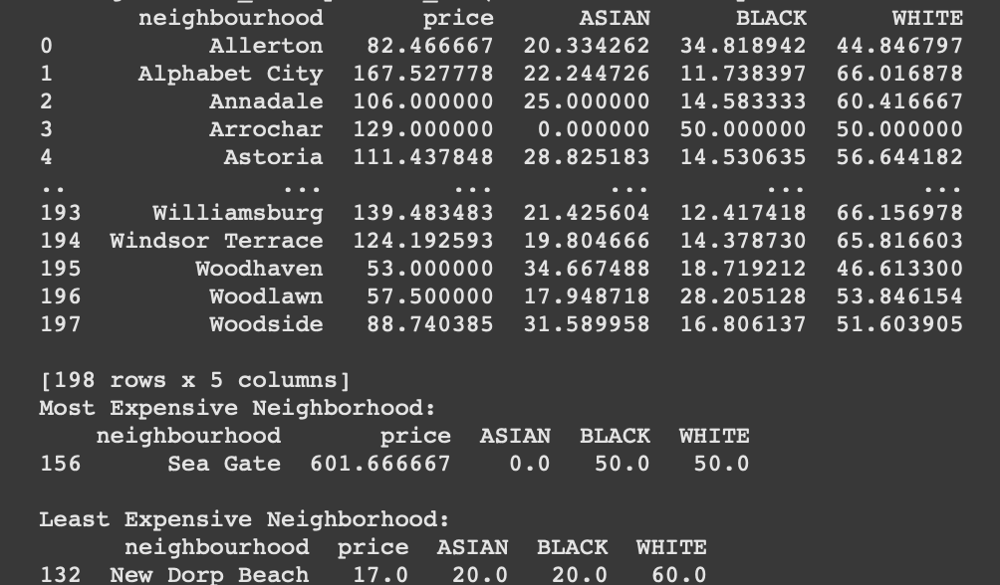 neighbourhood price ASIAN BLACK WHITE
0 Allerton 82.466667 20.334262 34.818942 44.846797
1 Alphabet City 167.527778 22.244726 11.738397 66.016878
2 Annadale 106.000000 25.000000 14.583333 60.416667
3 Arrochar 129.000000 0.000000 50.000000 50.000000
4 Astoria 111.437848 28.825183 14.530635 56.644182
.. ... ... ... ... ...
193 Williamsburg 139.483483 21.425604 12.417418 66.156978
194 Windsor Terrace 124.192593 19.804666 14.378730 65.816603
195 Woodhaven 53.000000 34.667488 18.719212 46.613300
196 Woodlawn 57.500000 17.948718 28.205128 53.846154
197 Woodside 88.740385 31.589958 16.806137 51.603905
[198 rows x 5 columns]
Most Expensive Neighborhood:
neighbourhood price ASIAN BLACK WHITE
156 Sea Gate 601.666667 0.0 50.0 50.0
Least Expensive Neighborhood:
neighbourhood price ASIAN BLACK WHITE
132 New Dorp Beach 17.0 20.0 20.0 60.0